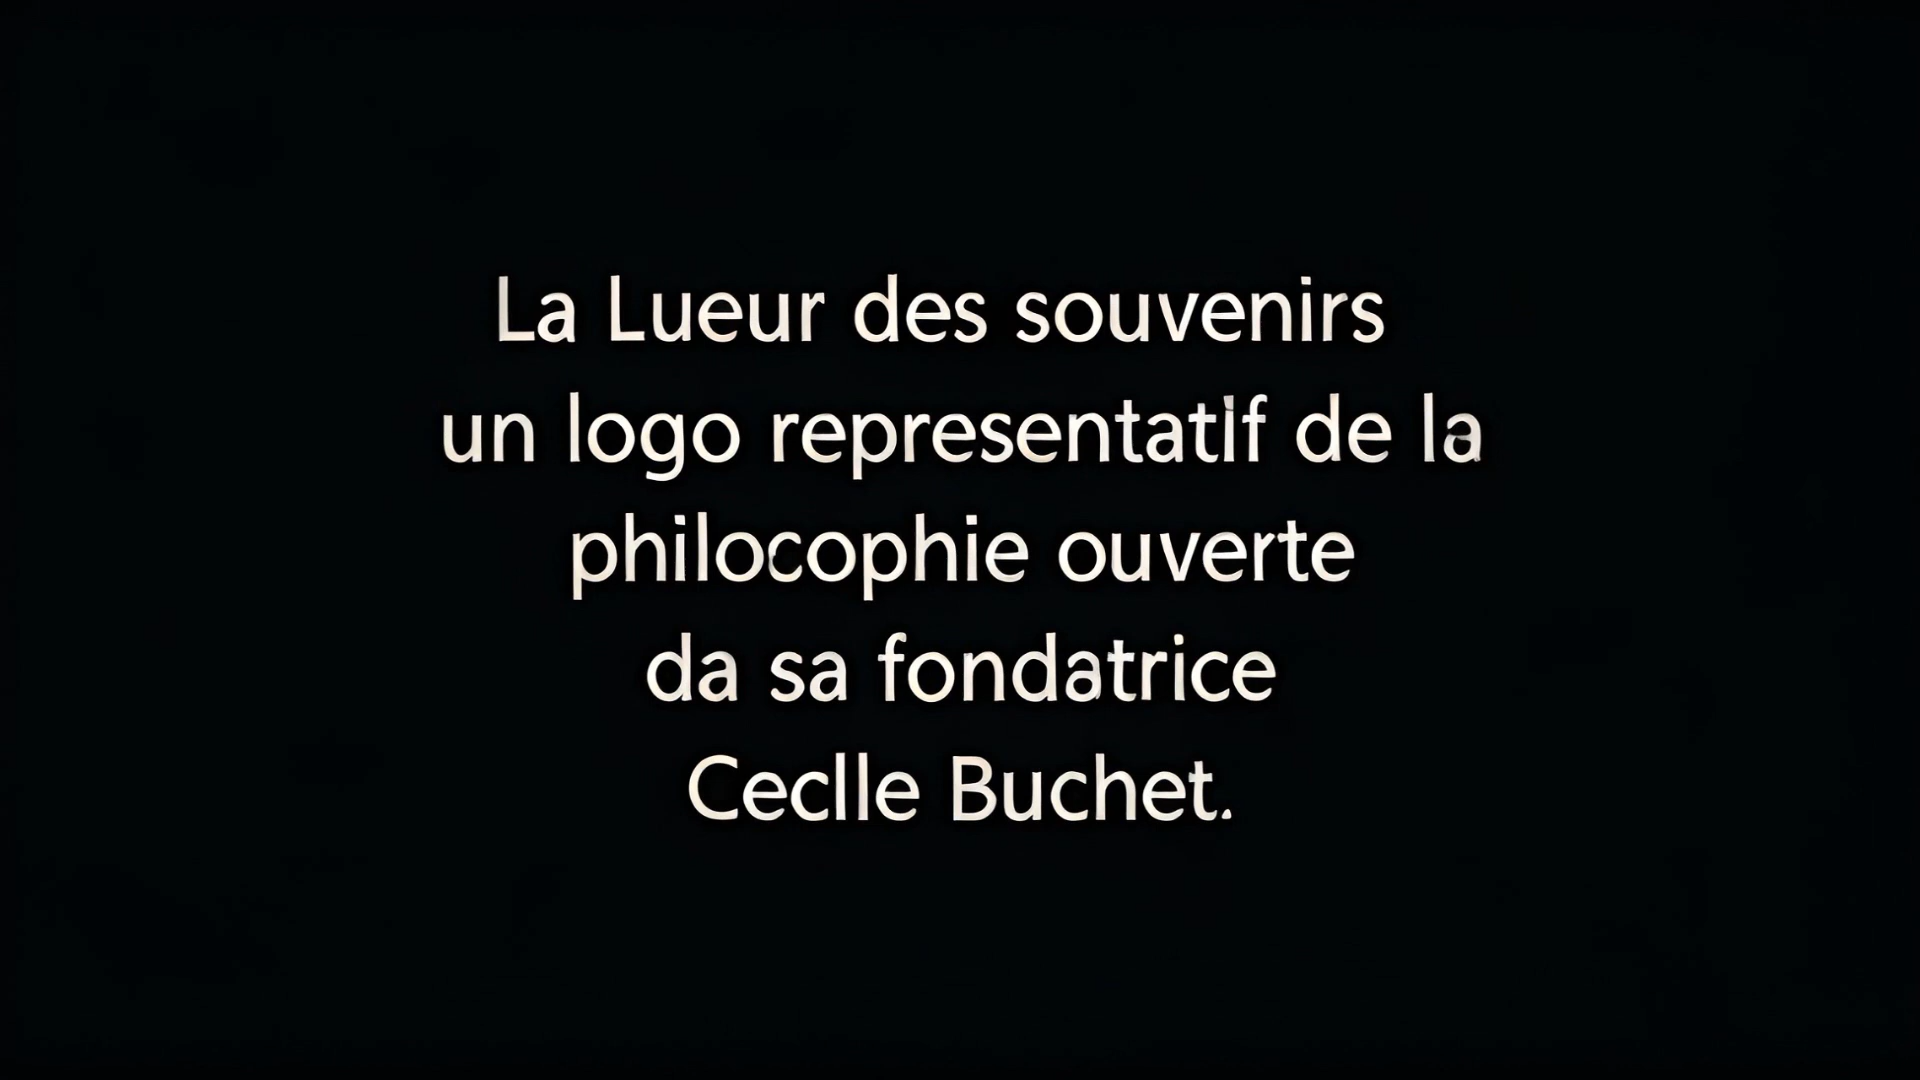 La Lueur des souvenirs
un logo representatif de la
philocophie ouverte
da sa fondatrice
Ceclle Buchet.